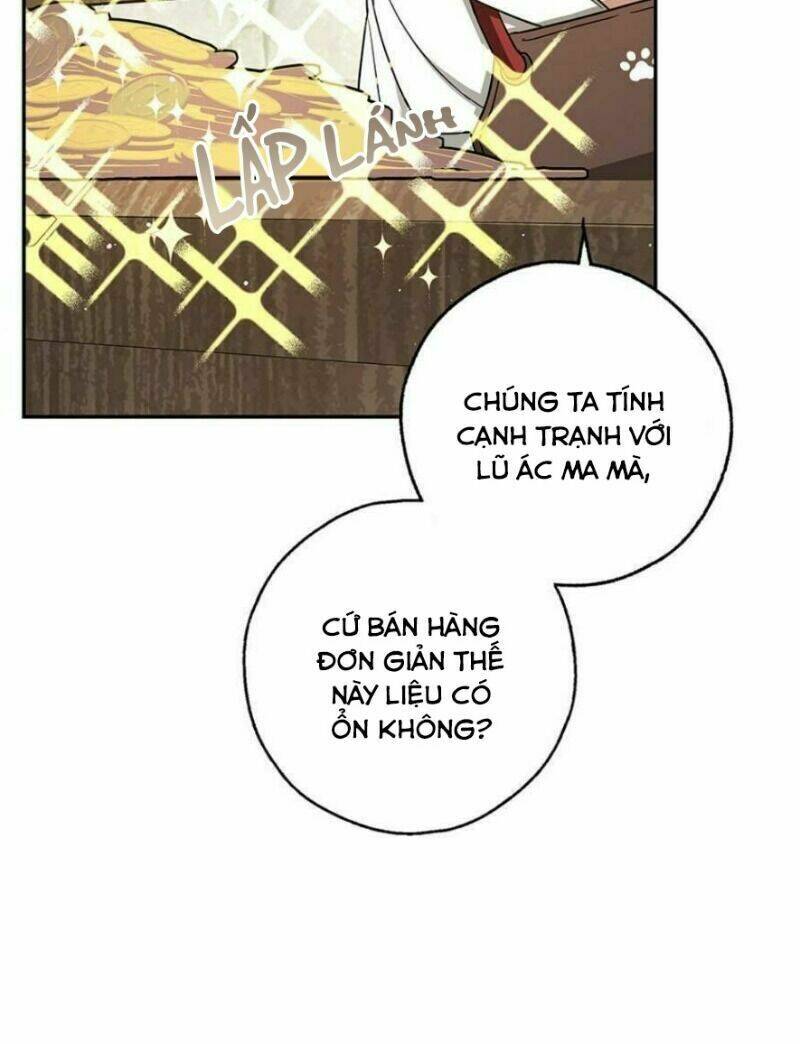 LẤP LÁNH
CHÚNG TA TÍNH
CẠNH TRANH VỚI
LŨ ÁC MA MÀ,
CỨ BÁN HÀNG
ĐƠN GIẢN THẾ
NÀY LIỆU CÓ
ỔN KHÔNG?